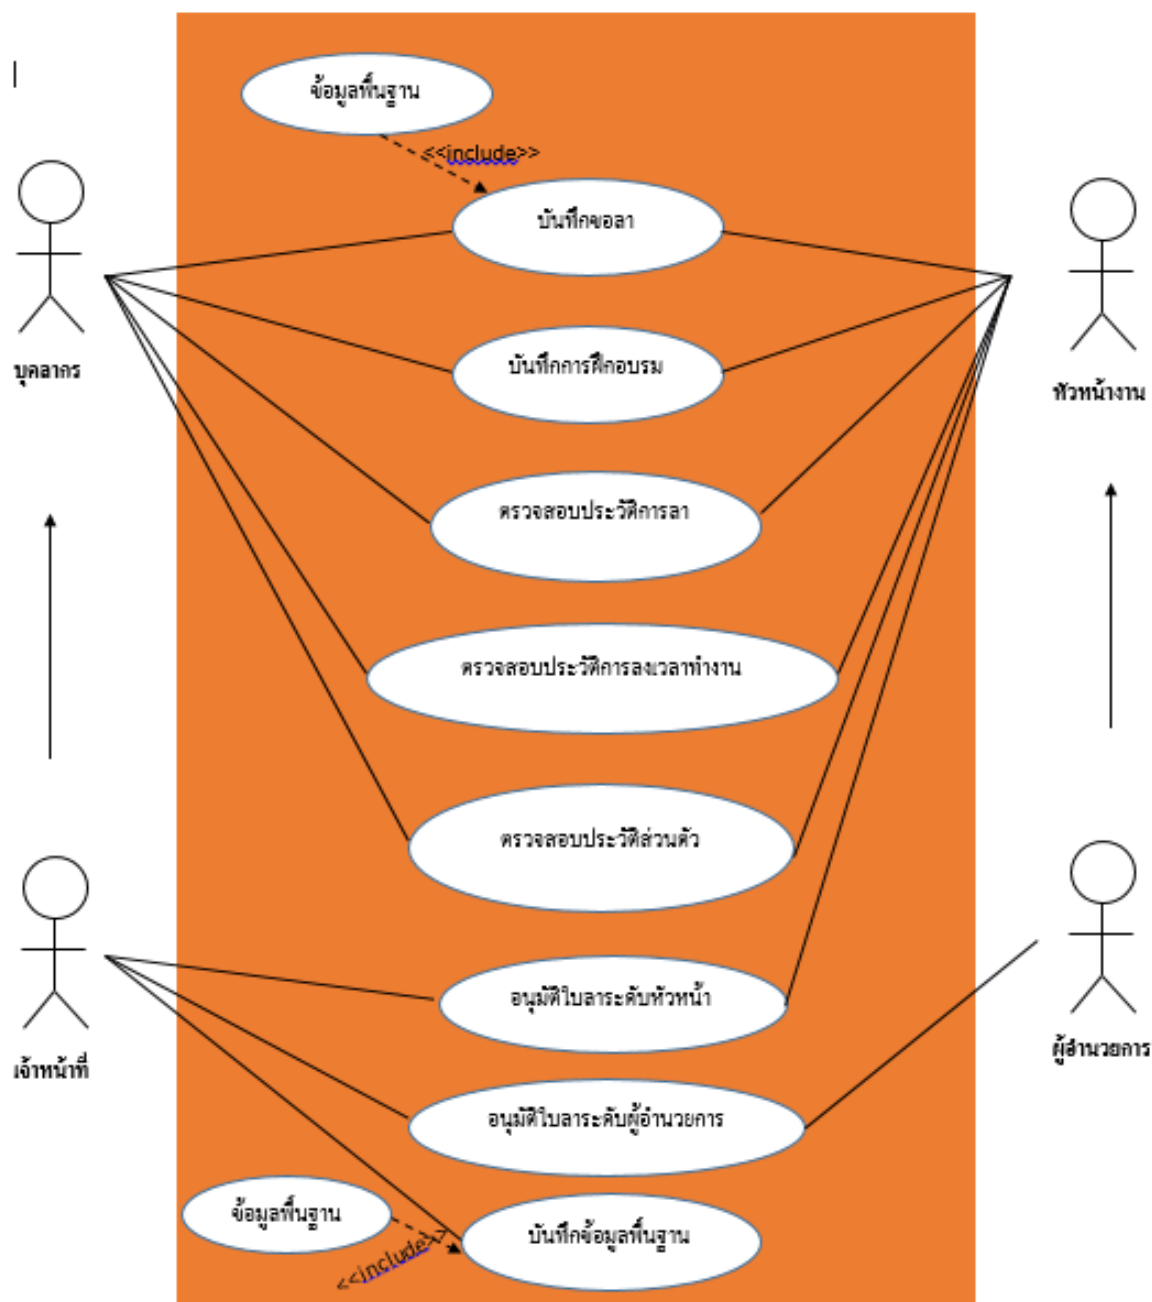 ข้อมูลพื้นฐาน
<<include>>
บันทึกขอลา
บันทึกการฝึกอบรม
บุคลากร
หัวหน้างาน
ตรวจสอบประวัติการลา
ตรวจสอบประวัติการลงเวลาทำงาน
ตรวจสอบประวัติส่วนตัว
อนุมัติใบลาระดับหัวหน้า
ผู้อำนวยการ
เจ้าหน้าที่
อนุมัติใบลาระดับผู้อำนวยการ
ข้อมูลพื้นฐาน
บันทึกข้อมูลพื้นฐาน
<<include>>